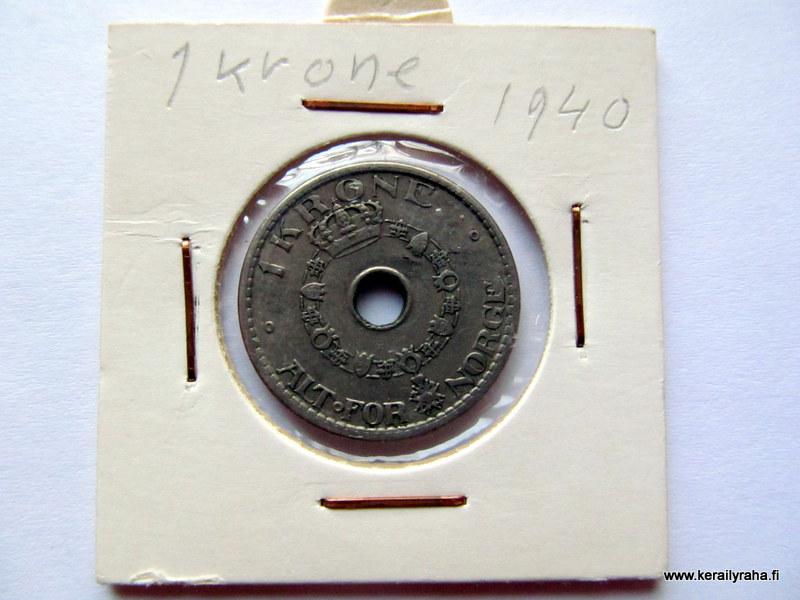 1 krone
1940
1 KRONE
ALT·FOR NORGE
www.kerailyraha.fi